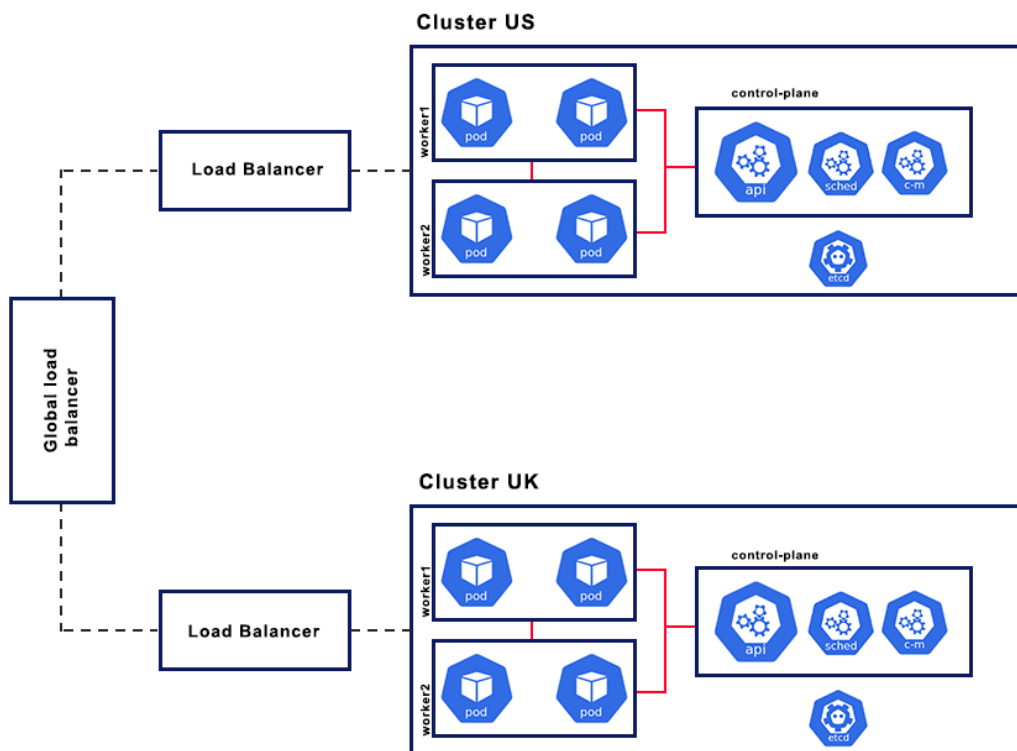 Cluster US
worker1
pod
pod
worker2
pod
pod
control-plane
api
sched
c-m
etcd
Load Balancer
Global load
balancer
Cluster UK
worker1
pod
pod
worker2
pod
pod
control-plane
api
sched
c-m
etcd
Load Balancer